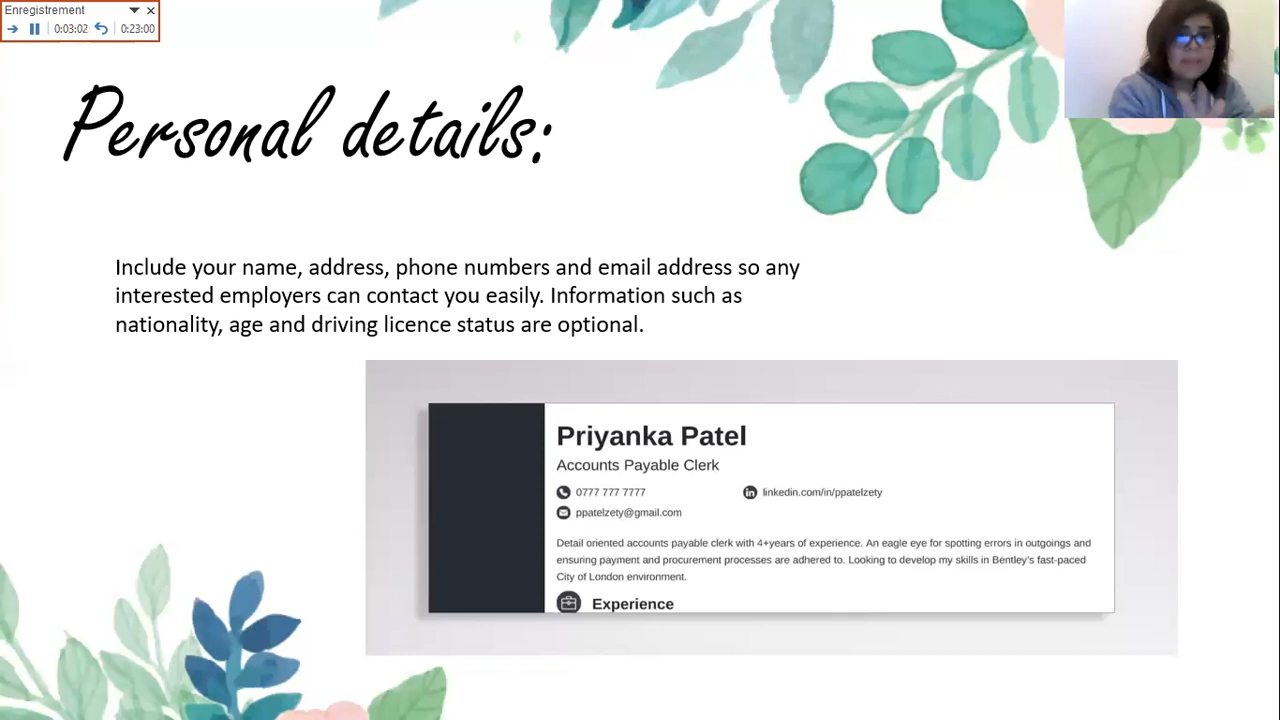 Enregistrement
0:03:02 0:23:00
Personal details:
Include your name, address, phone numbers and email address so any
interested employers can contact you easily. Information such as
nationality, age and driving licence status are optional.
Priyanka Patel
Accounts Payable Clerk
0777 777 7777 linkedin.com/in/ppatelzety
ppatelzety@gmail.com
Detail oriented accounts payable clerk with 4+years of experience. An eagle eye for spotting errors in outgoings and
ensuring payment and procurement processes are adhered to. Looking to develop my skills in Bentley's fast-paced
City of London environment.
Experience